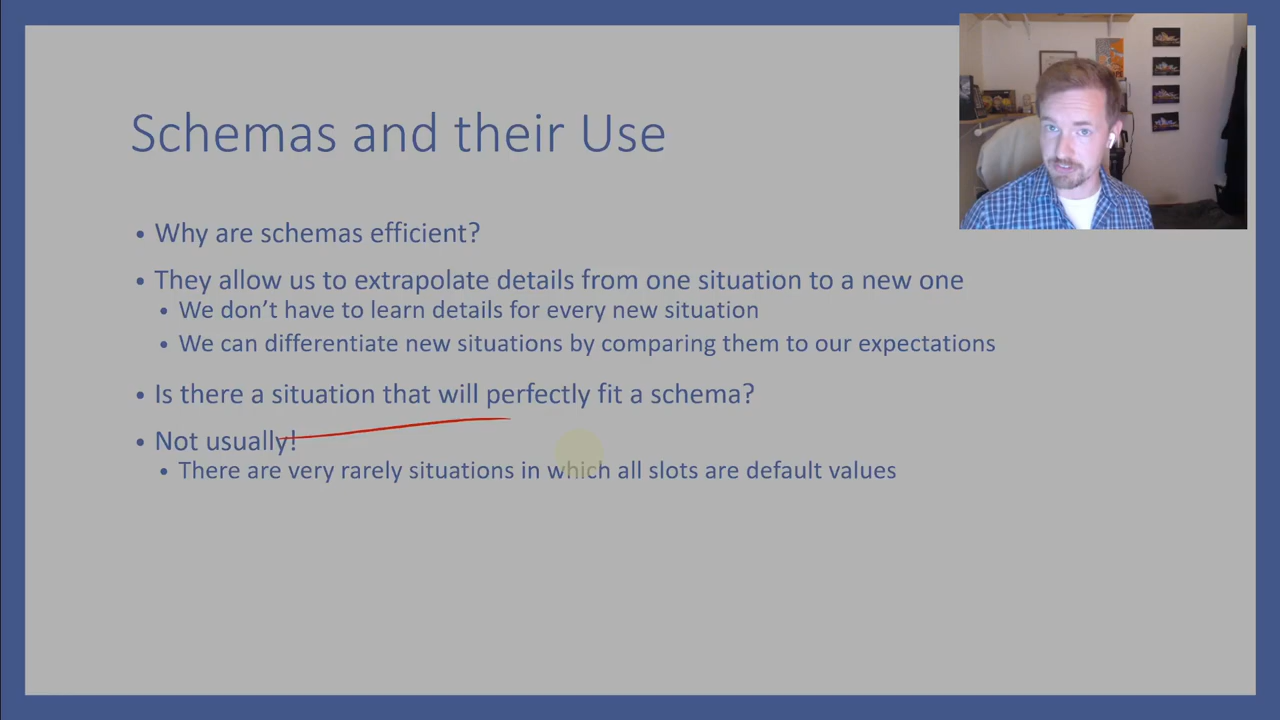 Schemas and their Use
• Why are schemas efficient?
• They allow us to extrapolate details from one situation to a new one
• We don’t have to learn details for every new situation
• We can differentiate new situations by comparing them to our expectations
• Is there a situation that will perfectly fit a schema?
• Not usually!
• There are very rarely situations in which all slots are default values